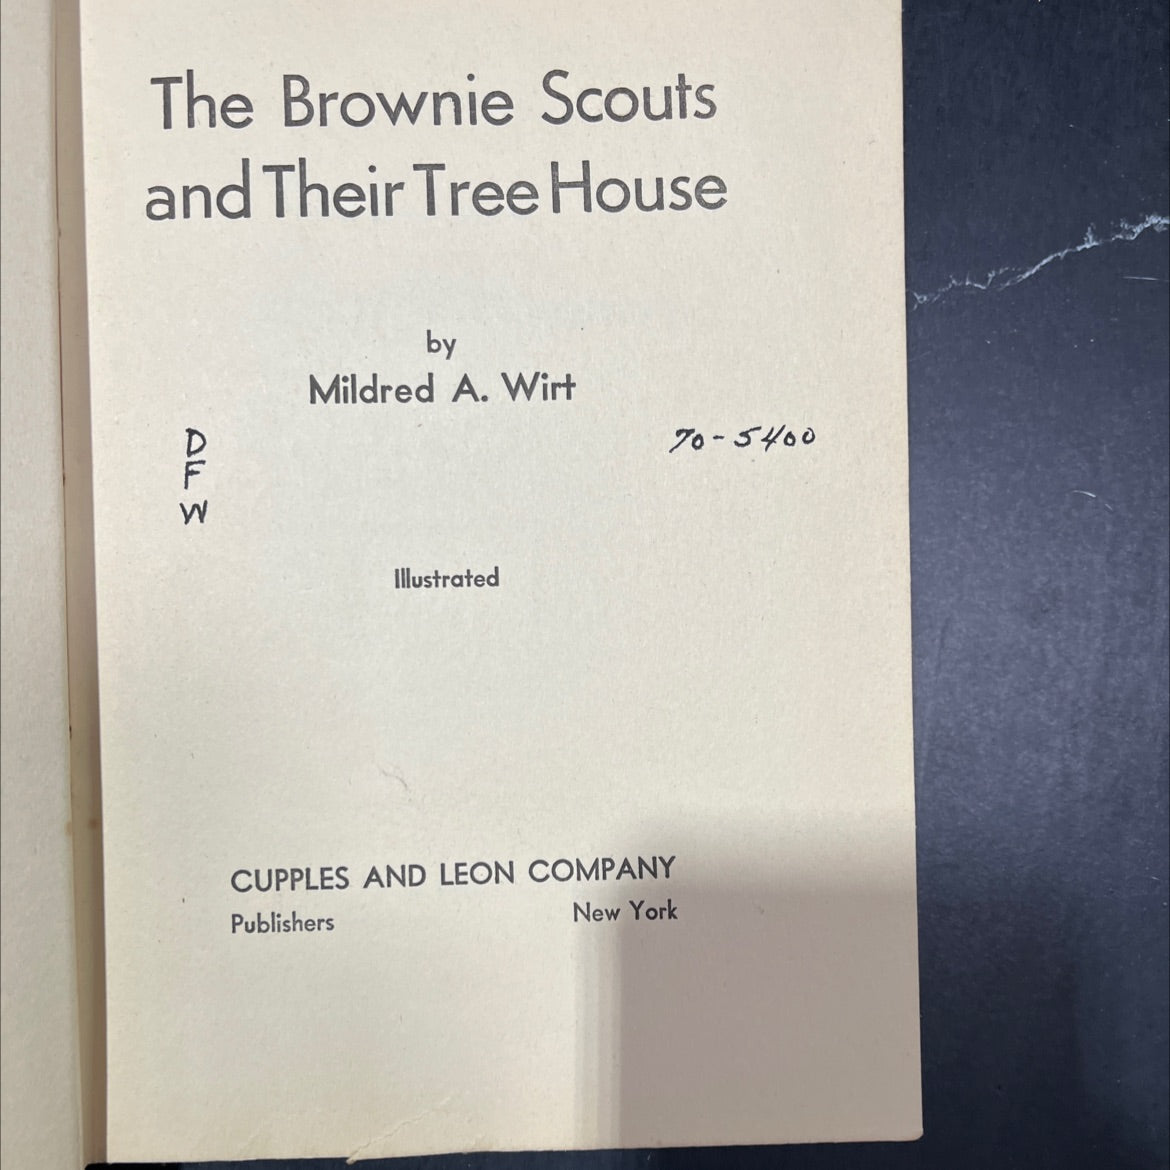 The Brownie Scouts
and Their Tree House
by
Mildred A. Wirt
D
F
W
70-5400
Illustrated
CUPPLES AND LEON COMPANY
Publishers New York